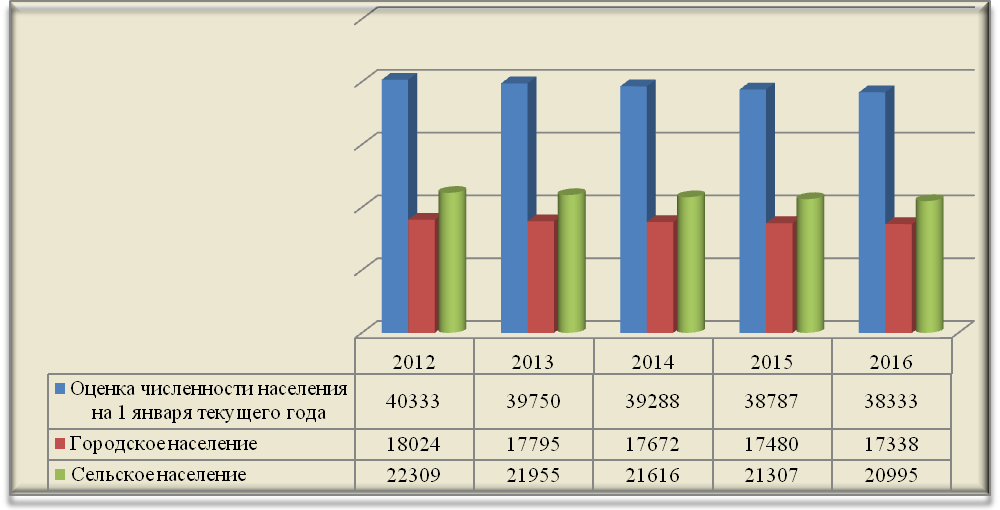 2012 2013 2014 2015 2016
Оценка численности населения
на 1 января текущего года 40333 39750 39288 38787 38333
Городское население 18024 17795 17672 17480 17338
Сельское население 22309 21955 21616 21307 20995